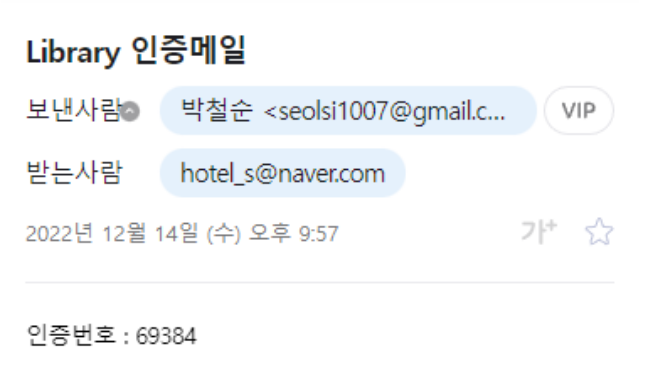 Library 인증메일
보낸사람 박철순 <seolsi1007@gmail.c... VIP
받는사람 hotel_s@naver.com
2022년 12월 14일 (수) 오후 9:57 가+
인증번호 : 69384